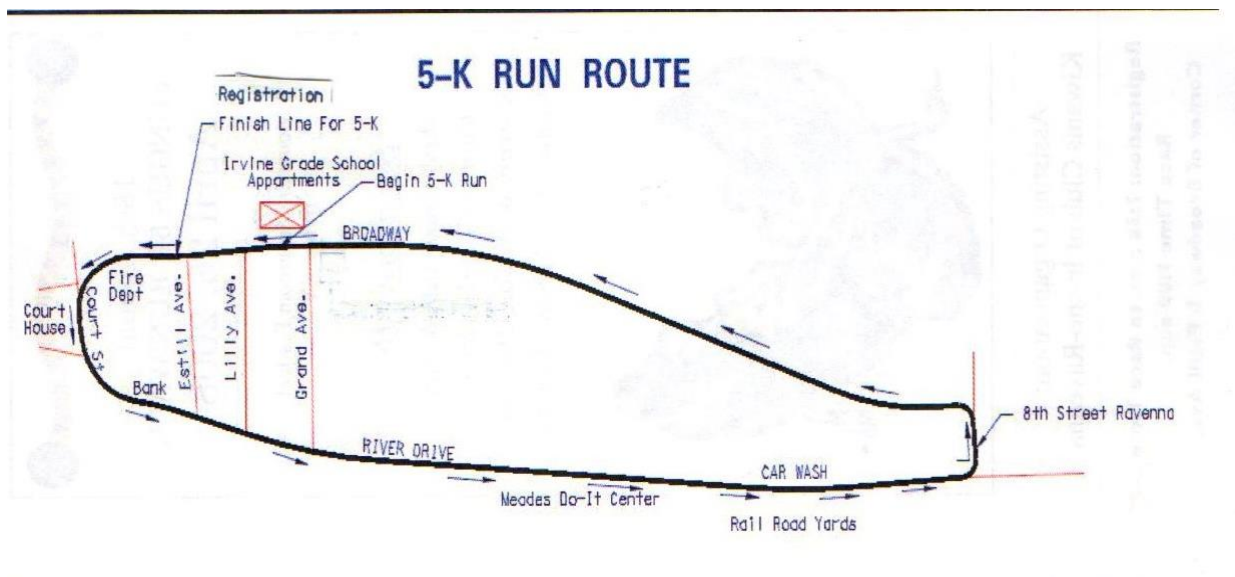 5-K RUN ROUTE
Registration
Finish Line For 5-K
Irvine Grade School
Appartments
Begin 5-K Run
BROADWAY
Fire
Dept
Court
House
Court St
Estill Ave.
Lilly Ave.
Grand Ave.
Bank
RIVER DRIVE
8th Street Ravenna
CAR WASH
Meades Do-It Center
Rail Road Yards